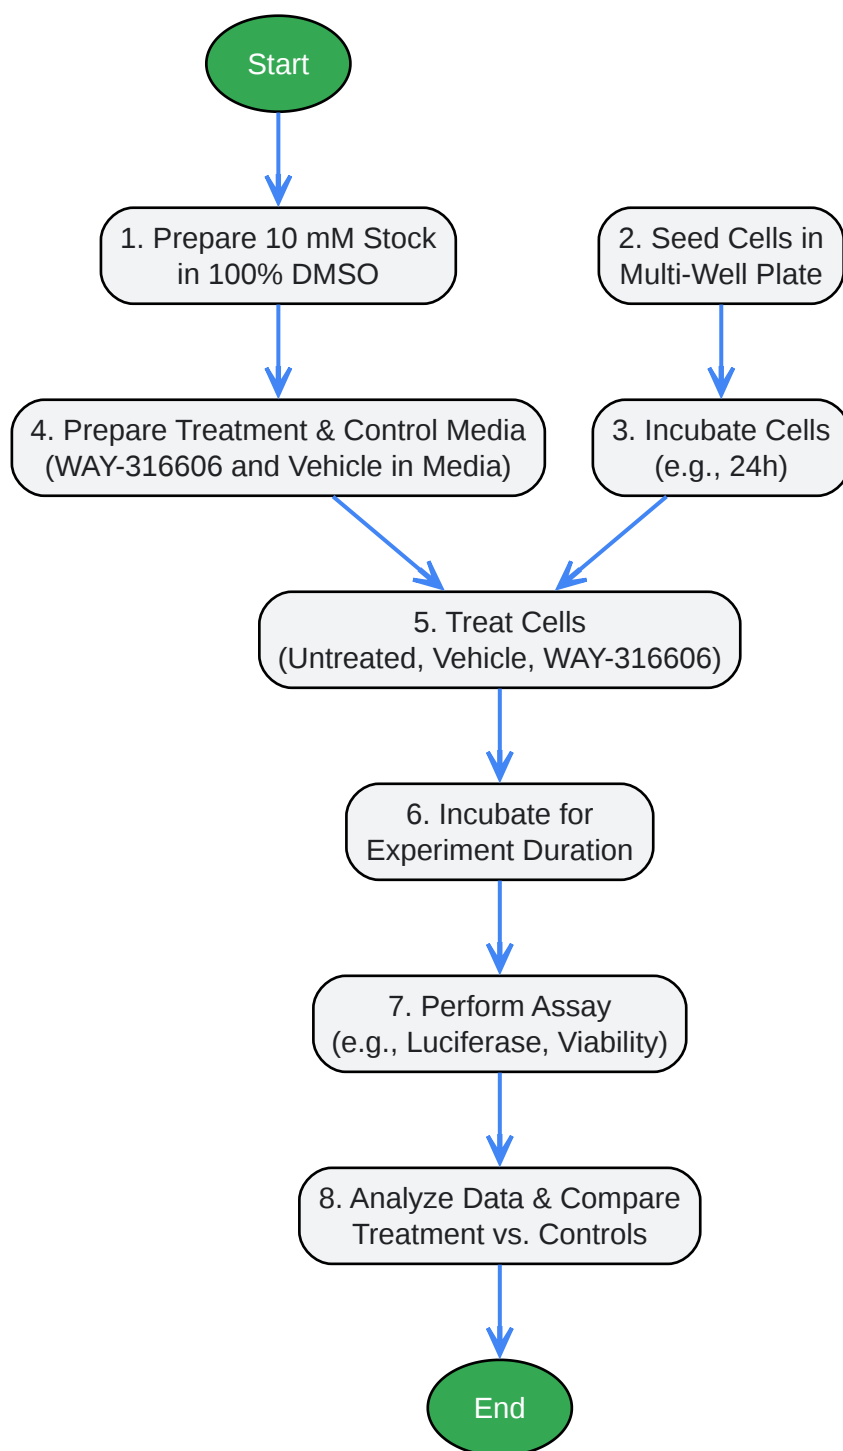 Start
1. Prepare 10 mM Stock
in 100% DMSO
2. Seed Cells in
Multi-Well Plate
4. Prepare Treatment & Control Media
(WAY-316606 and Vehicle in Media)
3. Incubate Cells
(e.g., 24h)
5. Treat Cells
(Untreated, Vehicle, WAY-316606)
6. Incubate for
Experiment Duration
7. Perform Assay
(e.g., Luciferase, Viability)
8. Analyze Data & Compare
Treatment vs. Controls
End